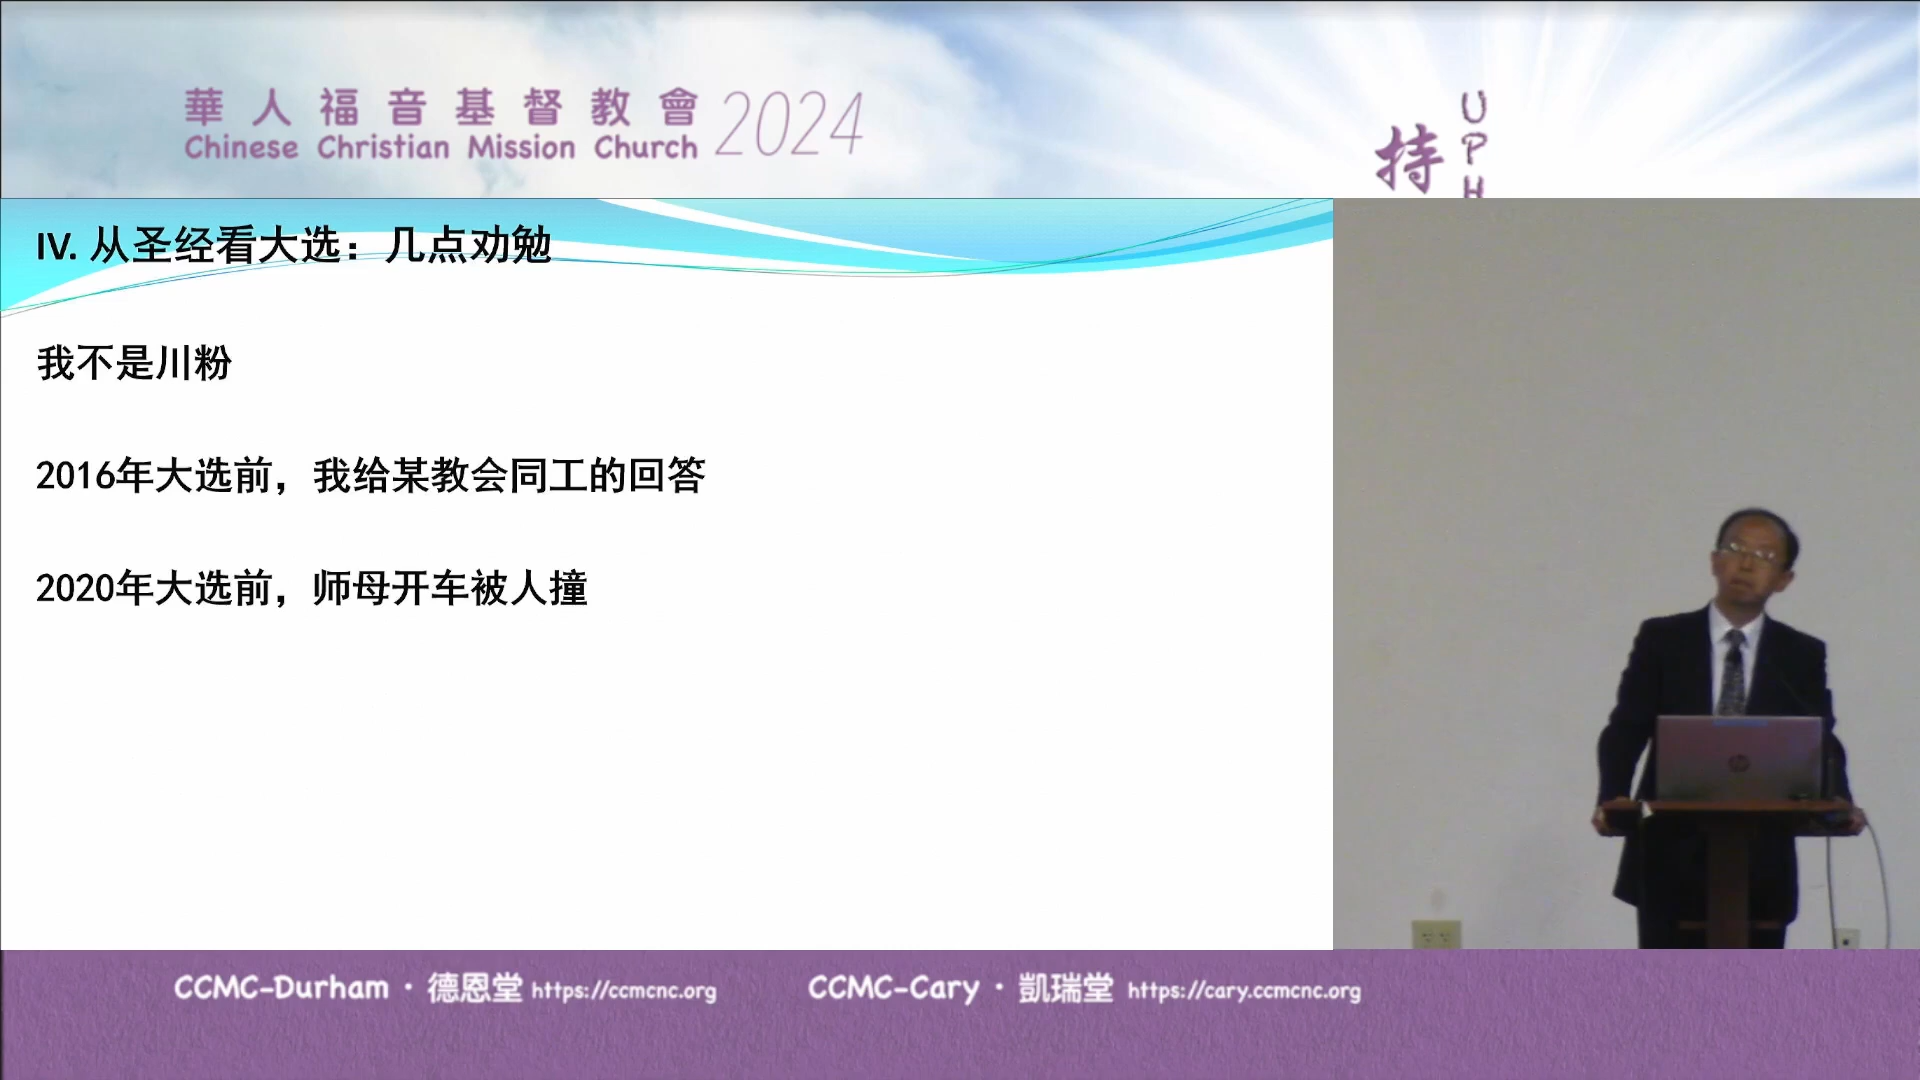 華人福音基督教會 2024
Chinese Christian Mission Church
持
UPH
IV. 从圣经看大选：几点劝勉
我不是川粉
2016年大选前，我给某教会同工的回答
2020年大选前，师母开车被人撞
hp
CCMC-Durham · 德恩堂 https://ccmcnc.org
CCMC-Cary · 凱瑞堂 https://cary.ccmcnc.org